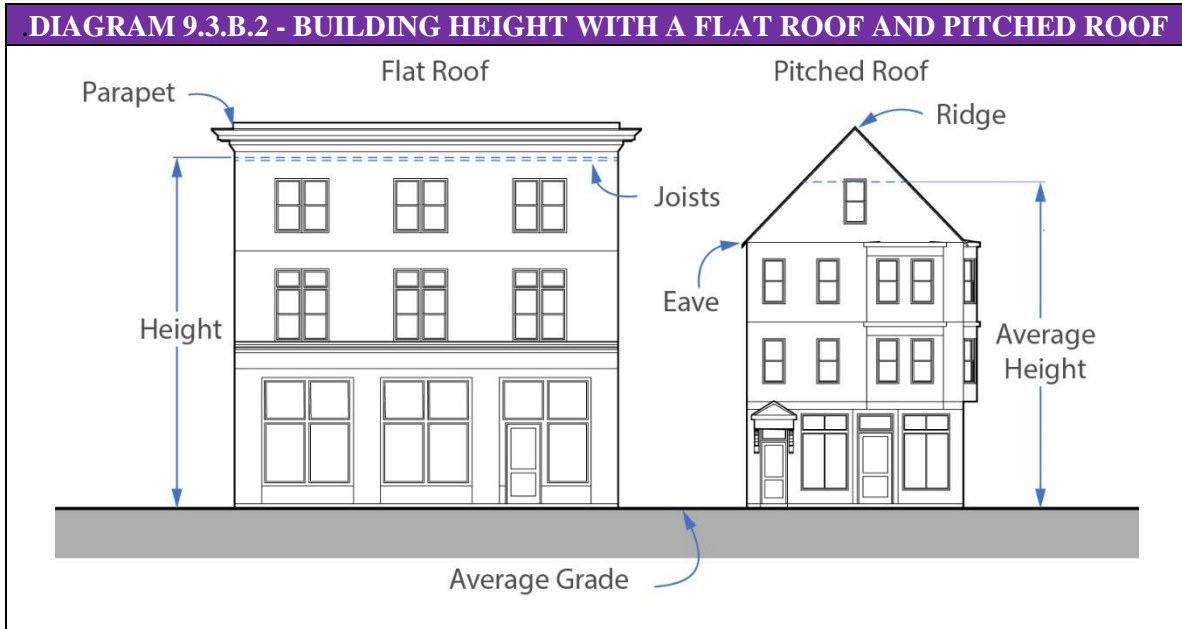 .DIAGRAM 9.3.B.2 - BUILDING HEIGHT WITH A FLAT ROOF AND PITCHED ROOF
Flat Roof
Pitched Roof
Parapet
Ridge
Joists
Eave
Height
Average
Height
Average Grade